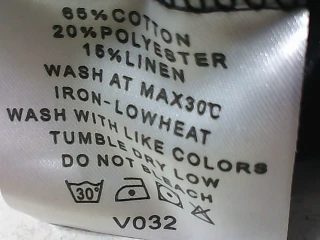 65%COTTON
20%POLYESTER
15%LINEN
WASH AT MAX30℃
IRON-LOWHEAT
WASH WITH LIKE COLORS
TUMBLE DRY LOW
DO NOT BLEACH
30°
V032